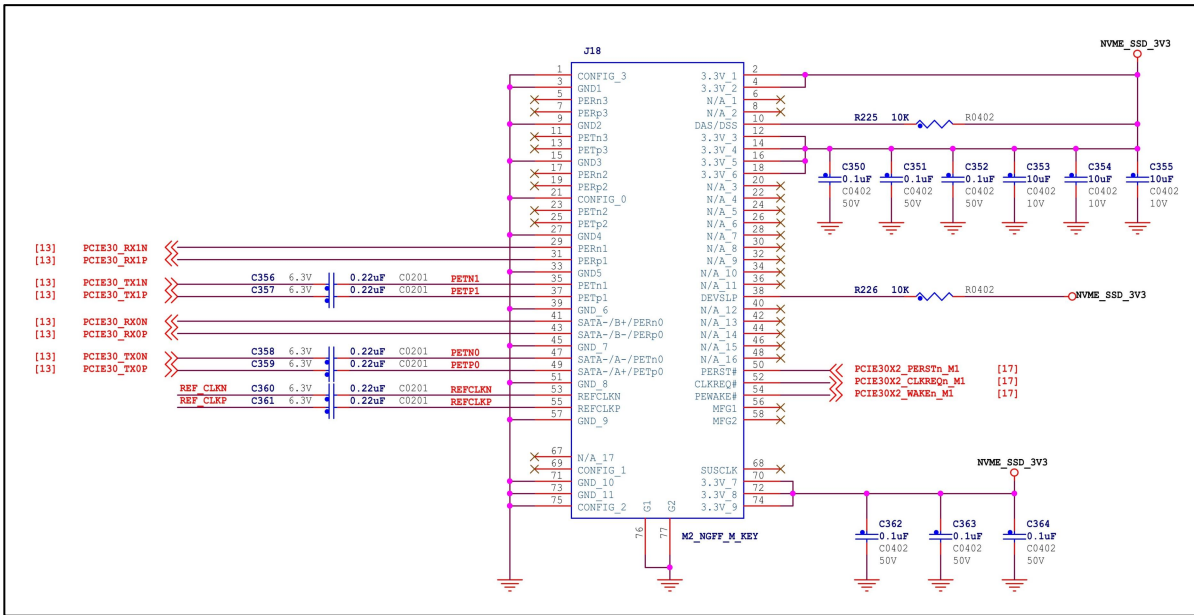 J18
NVME_SSD_3V3
1 CONFIG_3 3.3V_1 2
3 GND1 3.3V_2 4
5 PERn3 N/A_1 6
7 PERp3 N/A_2 8
9 GND2 DAS/DSS 10 R225 10K R0402
11 PETn3 3.3V_3 12
13 PETp3 3.3V_4 14
15 GND3 3.3V_5 16
17 PERn2 3.3V_6 18
19 PERp2 N/A_3 20
21 CONFIG_0 N/A_4 22
23 PETn2 N/A_5 24
25 PETp2 N/A_6 26
27 GND4 N/A_7 28
C350 C351 C352 C353 C354 C355
0.1uF 0.1uF 0.1uF 10uF 10uF 10uF
C0402 C0402 C0402 C0402 C0402 C0402
50V 50V 50V 10V 10V 10V
[13] PCIE30_RX1N 29 PERn1 N/A_8 30
[13] PCIE30_RX1P 31 PERp1 N/A_9 32
33 GND5 N/A_10 34
[13] PCIE30_TX1N C356 6.3V 0.22uF C0201 PETN1 35 PETn1 N/A_11 36
[13] PCIE30_TX1P C357 6.3V 0.22uF C0201 PETP1 37 PETp1 DEVSLP 38 R226 10K R0402 NVME_SSD_3V3
39 GND_6 N/A_12 40
[13] PCIE30_RX0N 41 SATA-/B+/PERn0 N/A_13 42
[13] PCIE30_RX0P 43 SATA-/B-/PERp0 N/A_14 44
45 GND_7 N/A_15 46
[13] PCIE30_TX0N C358 6.3V 0.22uF C0201 PETN0 47 SATA-/A-/PETn0 N/A_16 48
[13] PCIE30_TX0P C359 6.3V 0.22uF C0201 PETP0 49 SATA-/A+/PETp0 PERST# 50 PCIE30X2_PERSTn_M1 [17]
51 GND_8 CLKREQ# 52 PCIE30X2_CLKREQn_M1 [17]
REF_CLKN C360 6.3V 0.22uF C0201 REFCLKN 53 REFCLKN PEWAKE# 54 PCIE30X2_WAKEn_M1 [17]
REF_CLKP C361 6.3V 0.22uF C0201 REFCLKP 55 REFCLKP MFG1 56
57 GND_9 MFG2 58
67 N/A_17
69 CONFIG_1 SUSCLK 68
71 GND_10 3.3V_7 70
73 GND_11 3.3V_8 72
75 CONFIG_2 3.3V_9 74
NVME_SSD_3V3
G1 G2
76 77
M2_NGFF_M_KEY
C362 C363 C364
0.1uF 0.1uF 0.1uF
C0402 C0402 C0402
50V 50V 50V